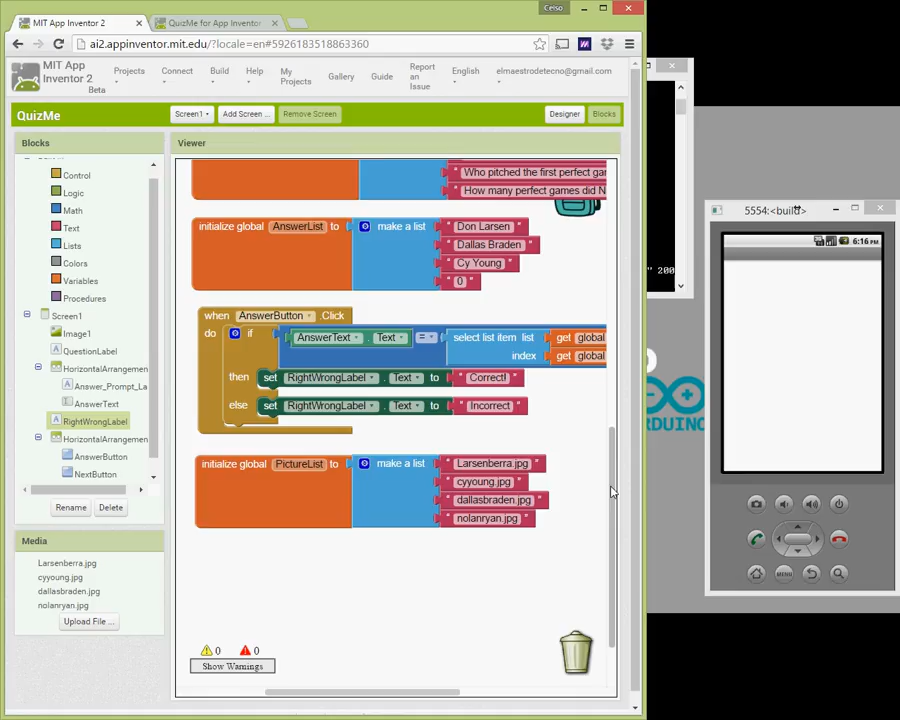 Celso
MIT App Inventor 2
QuizMe for App Inventor
ai2.appinventor.mit.edu/?locale=en#5926183518863360
MIT App
Inventor 2
Beta
Projects
Connect
Build
Help
My
Projects
Gallery
Guide
Report
an
Issue
English
elmaestrodetecno@gmail.com
QuizMe
Screen1
Add Screen ...
Remove Screen
Designer
Blocks
Blocks
Viewer
Control
Logic
Math
Text
Lists
Colors
Variables
Procedures
Screen1
Image1
QuestionLabel
HorizontalArrangemen
Answer_Prompt_La
AnswerText
RightWrongLabel
HorizontalArrangemen
AnswerButton
NextButton
Rename
Delete
Media
Larsenberra.jpg
cyyoung.jpg
dallasbraden.jpg
nolanryan.jpg
Upload File ...
" Who pitched the first perfect gar
" How many perfect games did N
initialize global AnswerList to make a list " Don Larsen "
" Dallas Braden "
" Cy Young "
" 0 "
when AnswerButton .Click
do if AnswerText . Text = select list item list get global
index get global
then set RightWrongLabel . Text to " Correct! "
else set RightWrongLabel . Text to " Incorrect "
initialize global PictureList to make a list " Larsenberra.jpg "
" cyyoung.jpg "
" dallasbraden.jpg "
" nolanryan.jpg "
0 0
Show Warnings
" 200
5554:<build>
6:16 PM
RDUINO
MENU